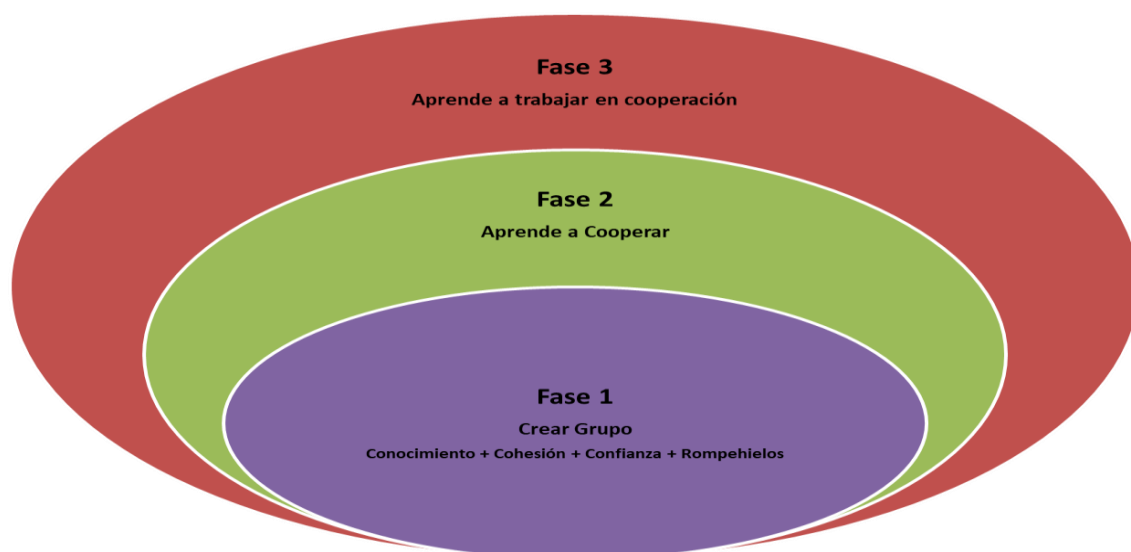 Fase 3
Aprende a trabajar en cooperación
Fase 2
Aprende a Cooperar
Fase 1
Crear Grupo
Conocimiento + Cohesión + Confianza + Rompehielos